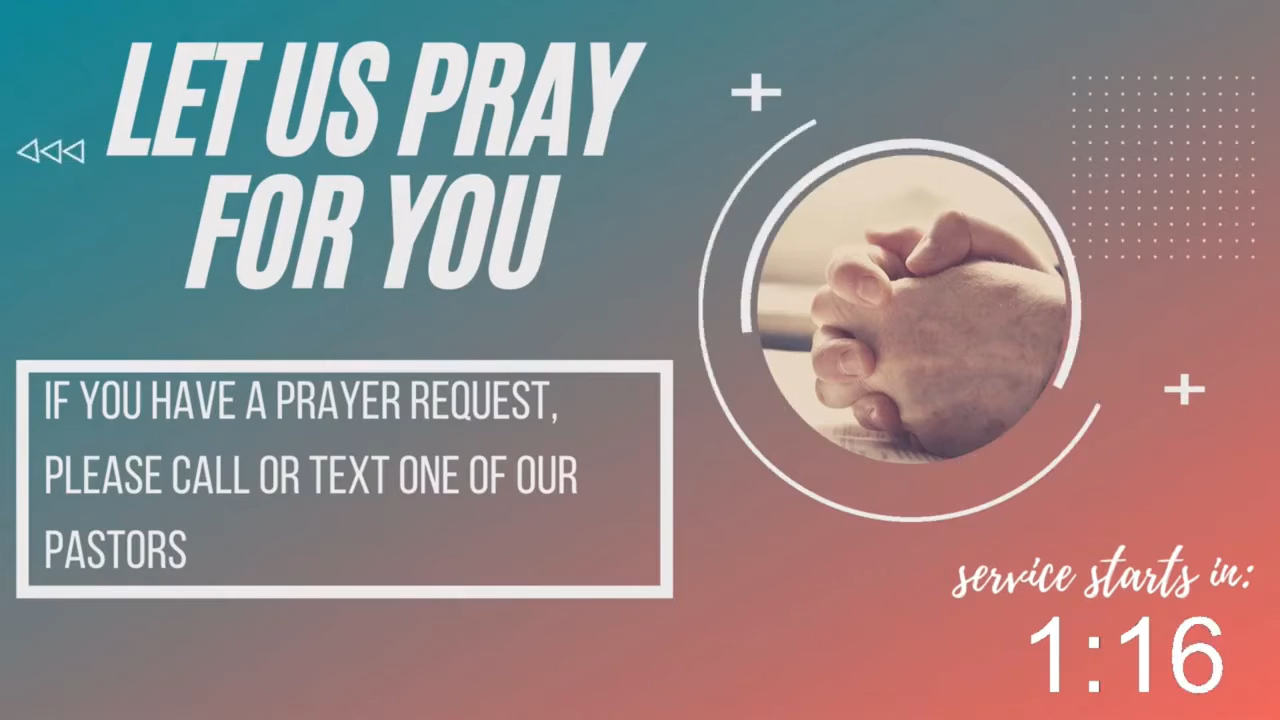 LET US PRAY
FOR YOU
IF YOU HAVE A PRAYER REQUEST,
PLEASE CALL OR TEXT ONE OF OUR
PASTORS
service starts in:
1:16